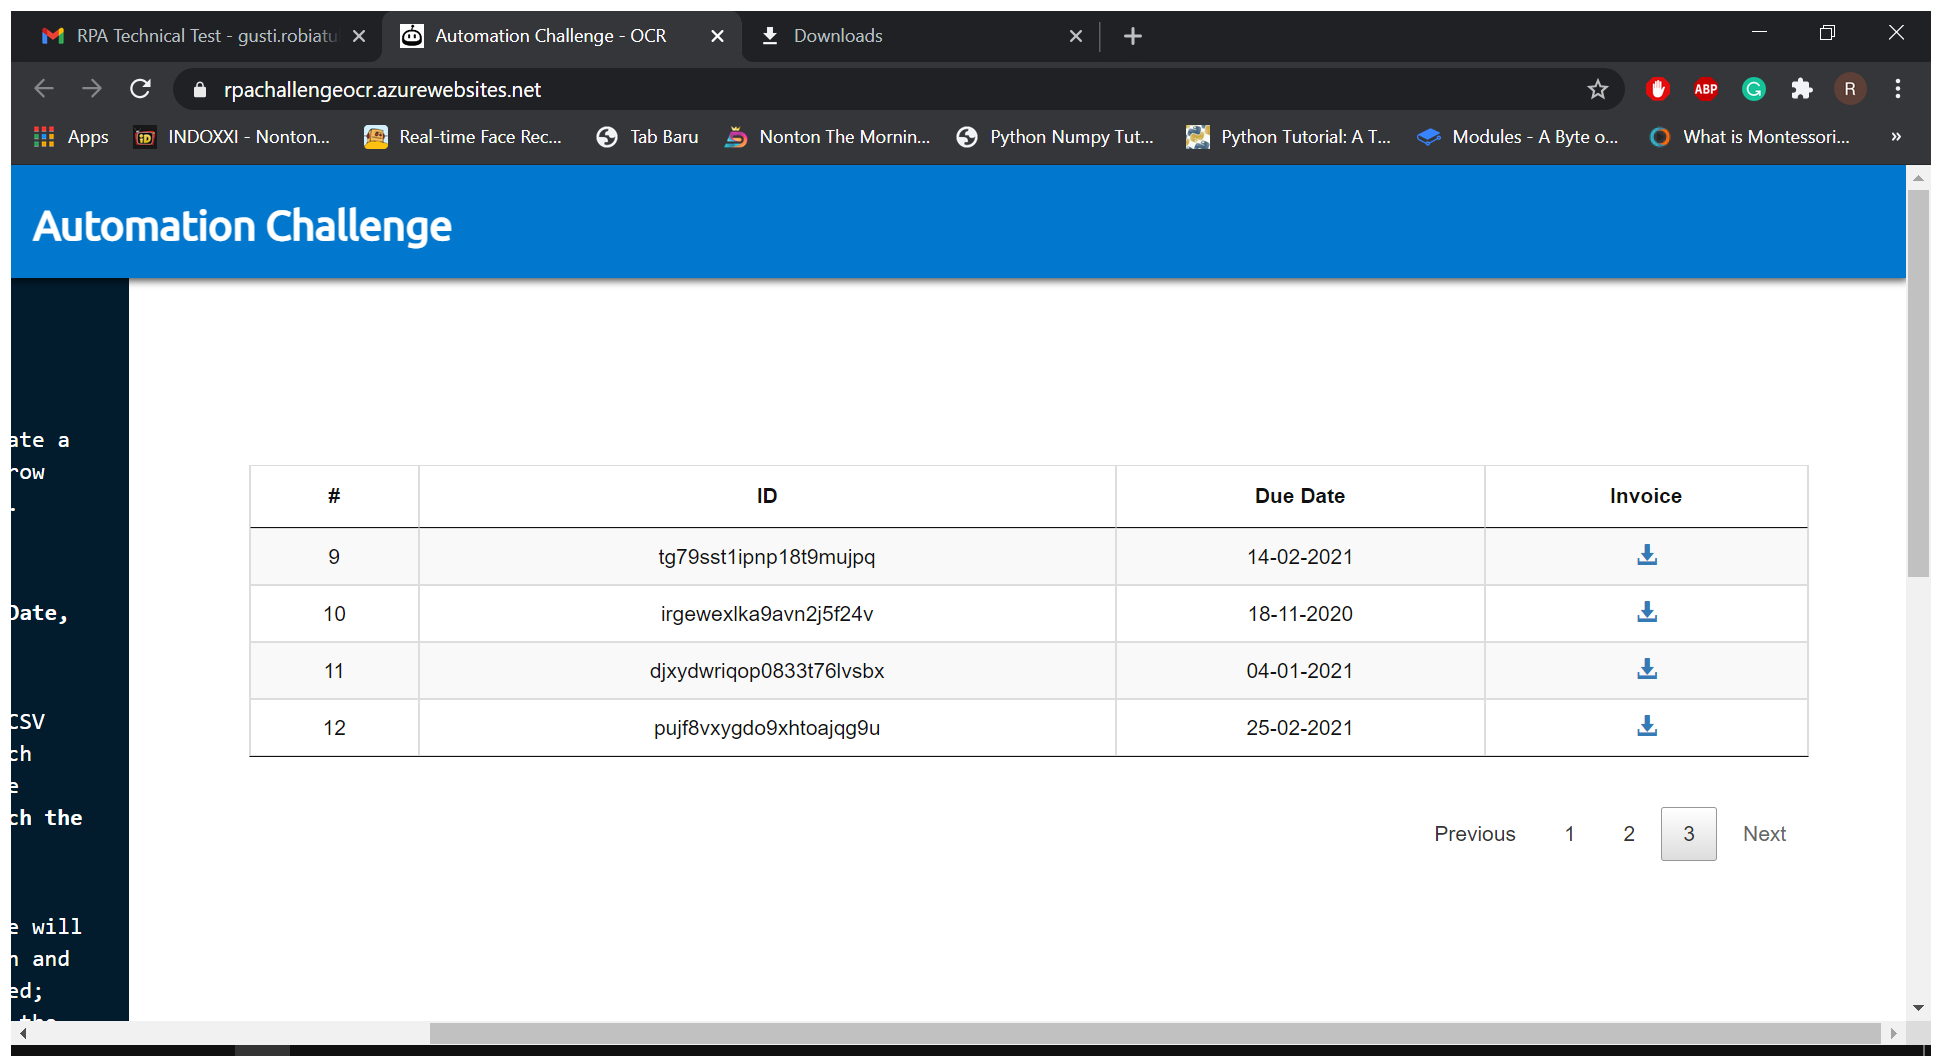 RPA Technical Test - gusti.robiatu
Automation Challenge - OCR
Downloads
rpachallengeocr.azurewebsites.net
ABP
G
R
Apps
iD
INDOXXI - Nonton...
Real-time Face Rec...
Tab Baru
Nonton The Mornin...
Python Numpy Tut...
Python Tutorial: A T...
Modules - A Byte o...
What is Montessori...
»
Automation Challenge
ate a
row
.
Date,
CSV
ch
e
ch the
e will
n and
ed;
the
# ID Due Date Invoice
9 tg79sst1ipnp18t9mujpq 14-02-2021
10 irgewexlka9avn2j5f24v 18-11-2020
11 djxydwriqop0833t76lvsbx 04-01-2021
12 pujf8vxygdo9xhtoajqg9u 25-02-2021
Previous 1 2 3 Next